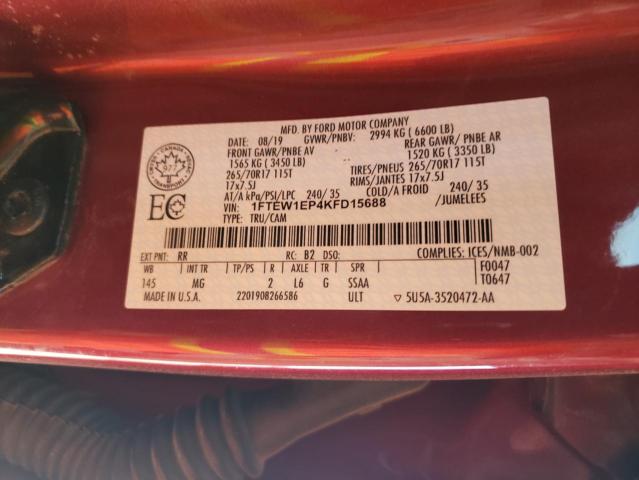 MFD. BY FORD MOTOR COMPANY
DATE: 08/19 GVWR/PNBV: 2994 KG ( 6600 LB)
FRONT GAWR/PNBE AV REAR GAWR/ PNBE AR
1565 KG ( 3450 LB) 1520 KG ( 3350 LB)
265/70R17 115T TIRES/PNEUS 265/70R17 115T
17x7.5J RIMS/JANTES 17x7.5J
AT/A kPa/PSI/LPC 240/ 35 COLD/A FROID 240/ 35
VIN: 1FTEW1EP4KFD15688 /JUMELEES
TYPE: TRU/CAM
CANADA
977
TRANSPORT
EC
EXT PNT: RR RC: B2 DSO: COMPLIES: ICES/NMB-002
WB INT TR TP/PS R AXLE TR SPR F0047
145 MG 2 L6 G SSAA T0647
MADE IN U.S.A. 2201908266586 ULT ▽ 5U5A-3520472-AA